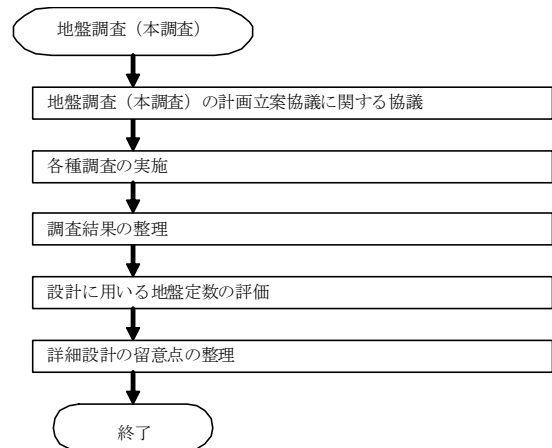 地盤調査（本調査）
地盤調査（本調査）の計画立案協議に関する協議
各種調査の実施
調査結果の整理
設計に用いる地盤定数の評価
詳細設計の留意点の整理
終了